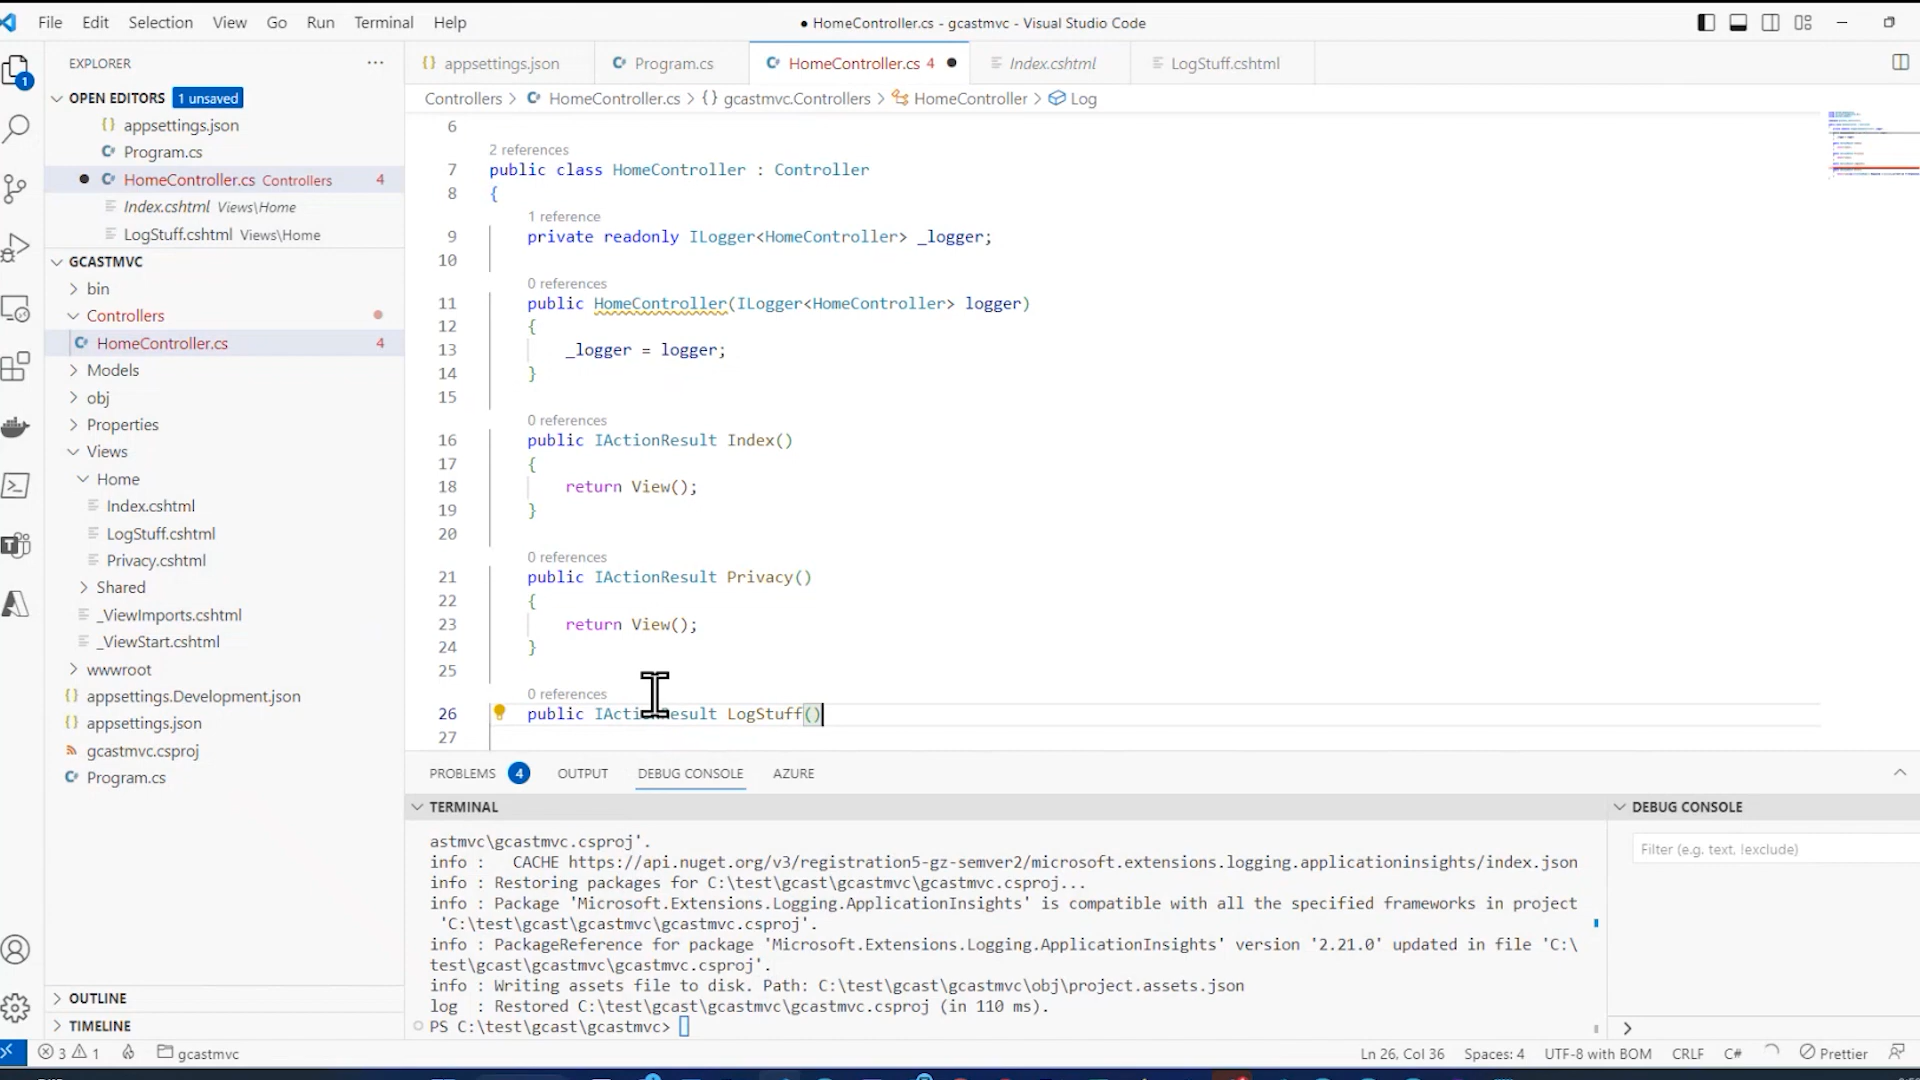 File Edit Selection View Go Run Terminal Help
● HomeController.cs - gcastmvc - Visual Studio Code
EXPLORER
OPEN EDITORS 1 unsaved
{} appsettings.json
Program.cs
● HomeController.cs Controllers 4
Index.cshtml Views\Home
LogStuff.cshtml Views\Home
GCASTMVC
bin
Controllers
HomeController.cs 4
Models
obj
Properties
Views
Home
Index.cshtml
LogStuff.cshtml
Privacy.cshtml
Shared
_ViewImports.cshtml
_ViewStart.cshtml
wwwroot
{} appsettings.Development.json
{} appsettings.json
gcastmvc.csproj
Program.cs
OUTLINE
TIMELINE
1
{} appsettings.json
Program.cs
HomeController.cs 4 ●
Index.cshtml
LogStuff.cshtml
Controllers > HomeController.cs > {} gcastmvc.Controllers > HomeController > Log
6
2 references
7 public class HomeController : Controller
8 {
1 reference
9 private readonly ILogger<HomeController> _logger;
10
0 references
11 public HomeController(ILogger<HomeController> logger)
12 {
13 _logger = logger;
14 }
15
0 references
16 public IActionResult Index()
17 {
18 return View();
19 }
20
0 references
21 public IActionResult Privacy()
22 {
23 return View();
24 }
25
0 references
26 public IActionResult LogStuff()
27
PROBLEMS 4 OUTPUT DEBUG CONSOLE AZURE
TERMINAL
astmvc\gcastmvc.csproj'.
info : CACHE https://api.nuget.org/v3/registration5-gz-semver2/microsoft.extensions.logging.applicationinsights/index.json
info : Restoring packages for C:\test\gcast\gcastmvc\gcastmvc.csproj...
info : Package 'Microsoft.Extensions.Logging.ApplicationInsights' is compatible with all the specified frameworks in project
'C:\test\gcast\gcastmvc\gcastmvc.csproj'.
info : PackageReference for package 'Microsoft.Extensions.Logging.ApplicationInsights' version '2.21.0' updated in file 'C:\
test\gcast\gcastmvc\gcastmvc.csproj'.
info : Writing assets file to disk. Path: C:\test\gcast\gcastmvc\obj\project.assets.json
log : Restored C:\test\gcast\gcastmvc\gcastmvc.csproj (in 110 ms).
PS C:\test\gcast\gcastmvc>
DEBUG CONSOLE
Filter (e.g. text, !exclude)
3 1 gcastmvc
Ln 26, Col 36 Spaces: 4 UTF-8 with BOM CRLF C# Prettier